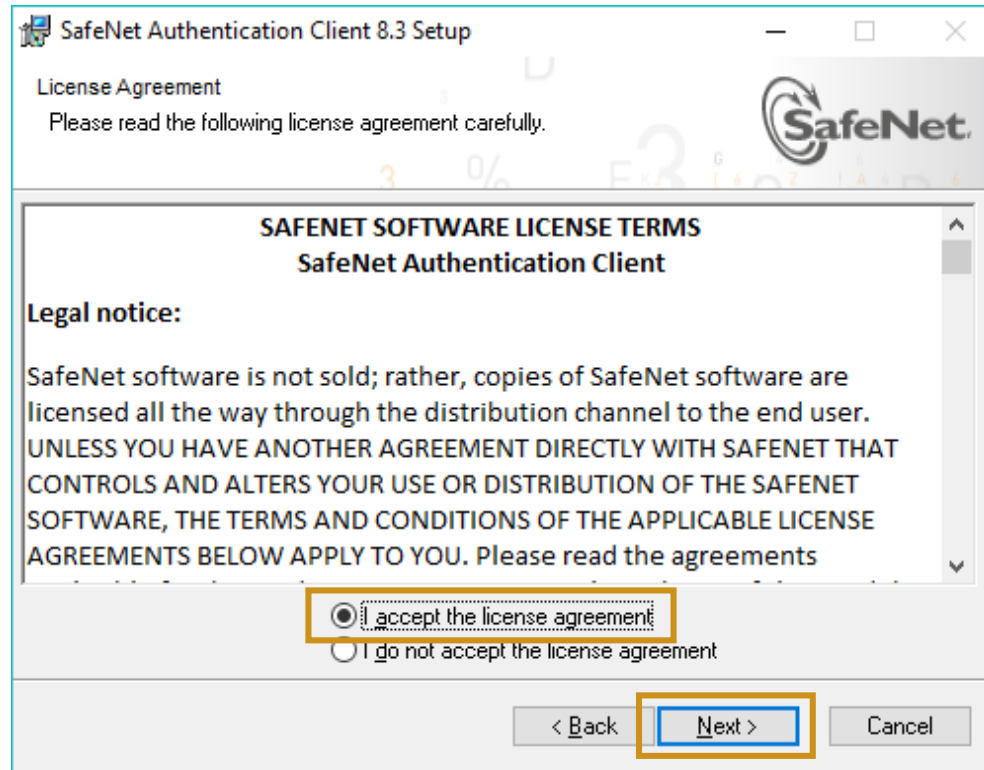 SafeNet Authentication Client 8.3 Setup
License Agreement
Please read the following license agreement carefully.
SafeNet.
SAFENET SOFTWARE LICENSE TERMS
SafeNet Authentication Client
Legal notice:
SafeNet software is not sold; rather, copies of SafeNet software are
licensed all the way through the distribution channel to the end user.
UNLESS YOU HAVE ANOTHER AGREEMENT DIRECTLY WITH SAFENET THAT
CONTROLS AND ALTERS YOUR USE OR DISTRIBUTION OF THE SAFENET
SOFTWARE, THE TERMS AND CONDITIONS OF THE APPLICABLE LICENSE
AGREEMENTS BELOW APPLY TO YOU. Please read the agreements
I accept the license agreement
I do not accept the license agreement
< Back
Next >
Cancel